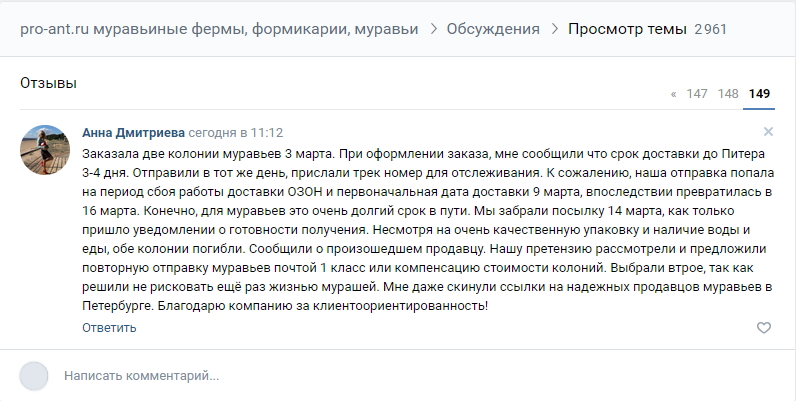 pro-ant.ru муравьиные фермы, формикарии, муравьи > Обсуждения > Просмотр темы 2 961
Отзывы
« 147 148 149
Анна Дмитриева сегодня в 11:12
Заказала две колонии муравьев 3 марта. При оформлении заказа, мне сообщили что срок доставки до Питера
3-4 дня. Отправили в тот же день, прислали трек номер для отслеживания. К сожалению, наша отправка попала
на период сбоя работы доставки ОЗОН и первоначальная дата доставки 9 марта, впоследствии превратилась в
16 марта. Конечно, для муравьев это очень долгий срок в пути. Мы забрали посылку 14 марта, как только
пришло уведомлении о готовности получения. Несмотря на очень качественную упаковку и наличие воды и
еды, обе колонии погибли. Сообщили о произошедшем продавцу. Нашу претензию рассмотрели и предложили
повторную отправку муравьев почтой 1 класс или компенсацию стоимости колоний. Выбрали втрое, так как
решили не рисковать ещё раз жизнью мурашей. Мне даже скинули ссылки на надежных продавцов муравьев в
Петербурге. Благодарю компанию за клиентоориентированность!
Ответить
Написать комментарий...